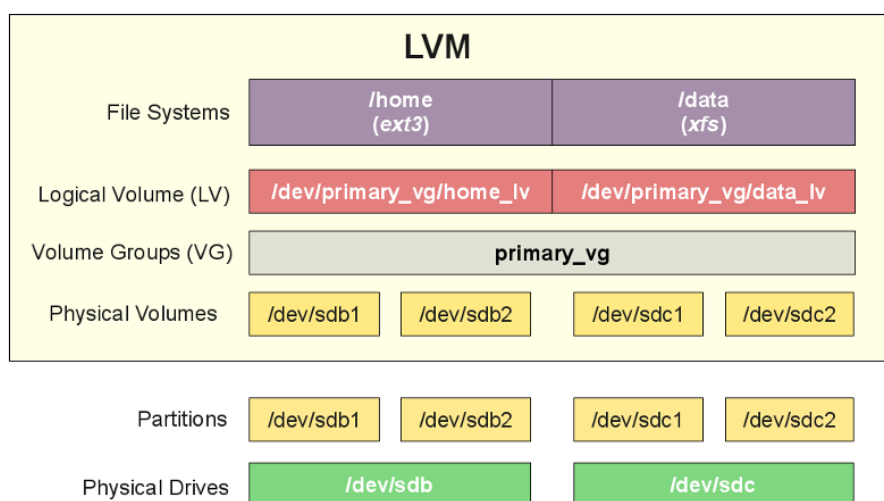 LVM
File Systems
/home
(ext3)
/data
(xfs)
Logical Volume (LV)
/dev/primary_vg/home_lv
/dev/primary_vg/data_lv
Volume Groups (VG)
primary_vg
Physical Volumes
/dev/sdb1
/dev/sdb2
/dev/sdc1
/dev/sdc2
Partitions
/dev/sdb1
/dev/sdb2
/dev/sdc1
/dev/sdc2
Physical Drives
/dev/sdb
/dev/sdc